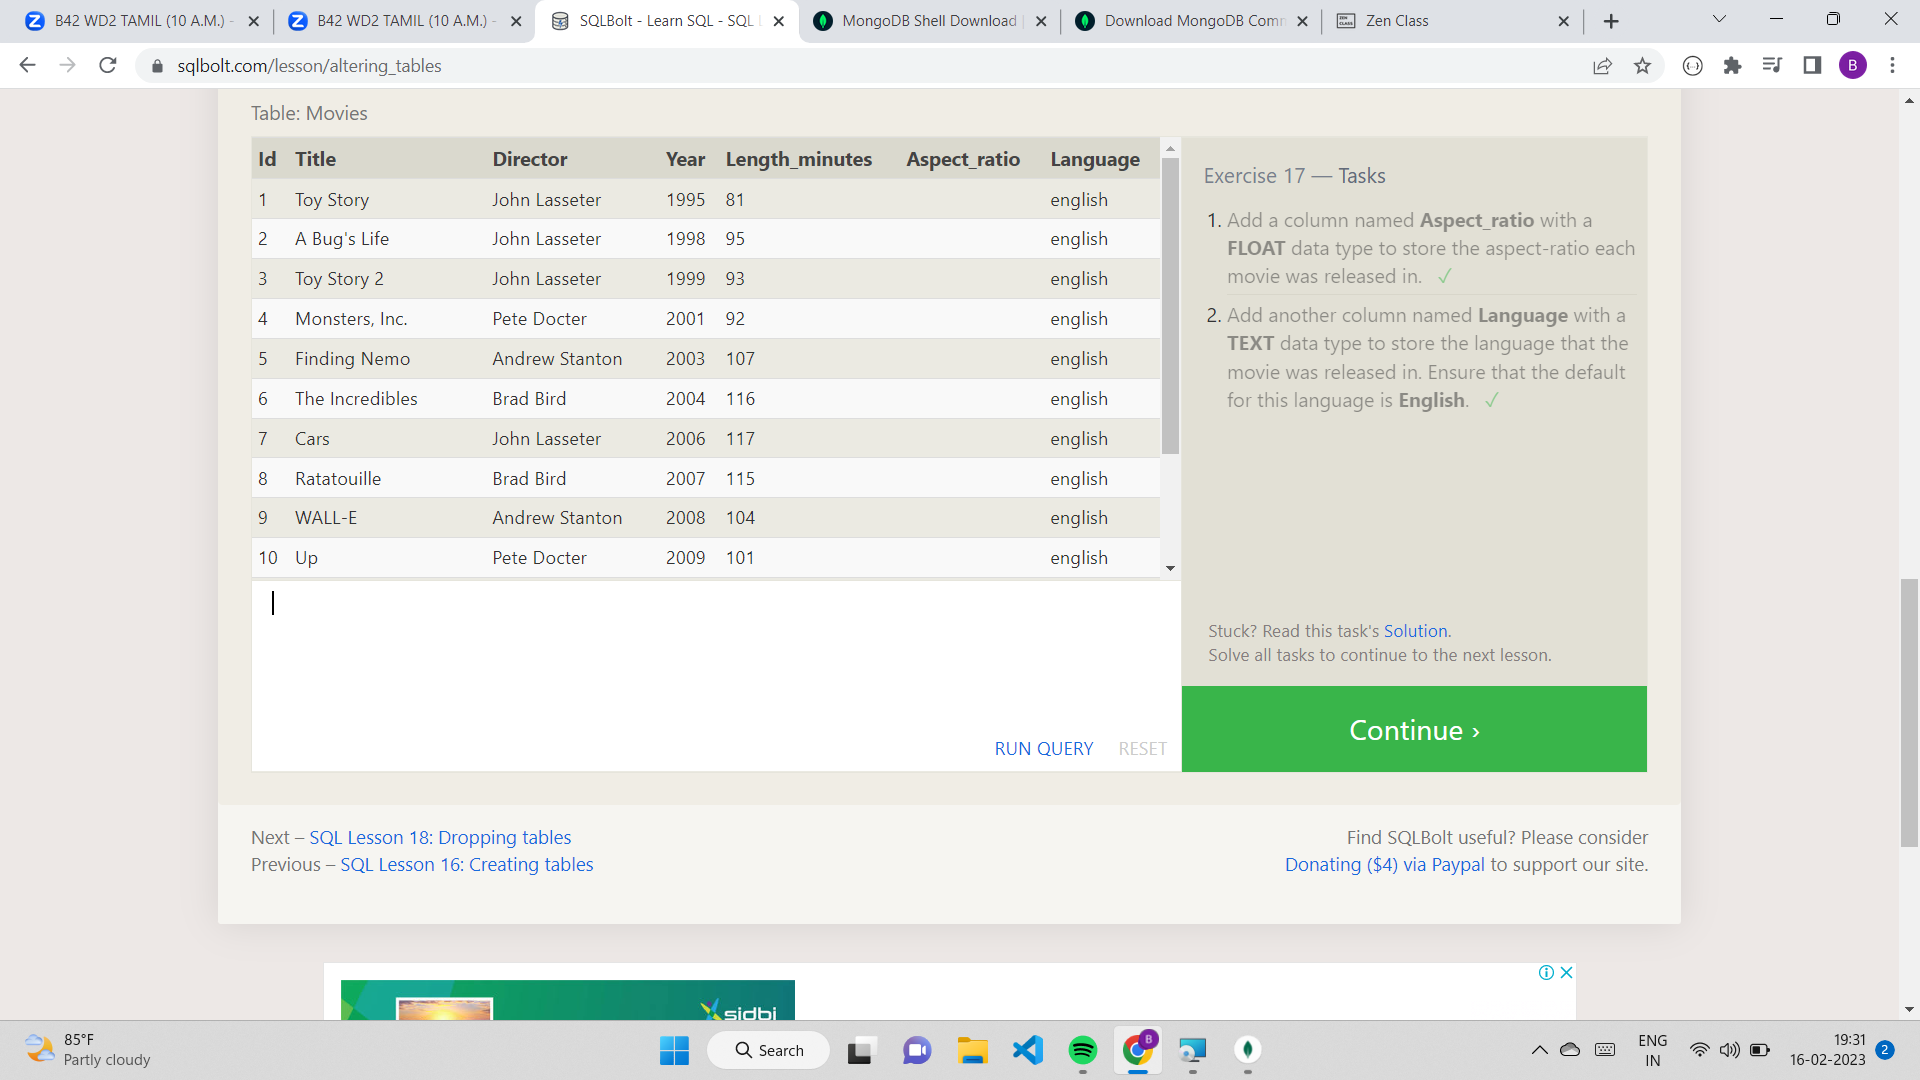 B42 WD2 TAMIL (10 A.M.) -
B42 WD2 TAMIL (10 A.M.) -
SQLBolt - Learn SQL - SQL L
MongoDB Shell Download |
Download MongoDB Comm
Zen Class
sqlbolt.com/lesson/altering_tables
B
Table: Movies
Id Title Director Year Length_minutes Aspect_ratio Language
1 Toy Story John Lasseter 1995 81 english
2 A Bug's Life John Lasseter 1998 95 english
3 Toy Story 2 John Lasseter 1999 93 english
4 Monsters, Inc. Pete Docter 2001 92 english
5 Finding Nemo Andrew Stanton 2003 107 english
6 The Incredibles Brad Bird 2004 116 english
7 Cars John Lasseter 2006 117 english
8 Ratatouille Brad Bird 2007 115 english
9 WALL-E Andrew Stanton 2008 104 english
10 Up Pete Docter 2009 101 english
RUN QUERY RESET
Exercise 17 — Tasks
1. Add a column named Aspect_ratio with a
FLOAT data type to store the aspect-ratio each
movie was released in. ✓
2. Add another column named Language with a
TEXT data type to store the language that the
movie was released in. Ensure that the default
for this language is English. ✓
Stuck? Read this task's Solution.
Solve all tasks to continue to the next lesson.
Continue ›
Next – SQL Lesson 18: Dropping tables
Previous – SQL Lesson 16: Creating tables
Find SQLBolt useful? Please consider
Donating ($4) via Paypal to support our site.
sidbi
85°F
Partly cloudy
Search
B
ENG
IN
19:31
16-02-2023
2